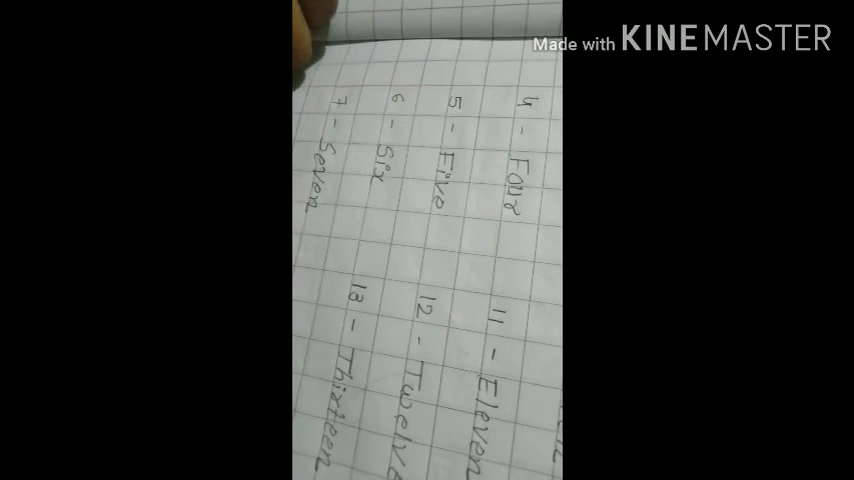 Made with KINEMASTER
4 - Four 11 - Eleven
5 - Five 12 - Twelve
6 - Six 13 - Thirteen
7 - Seven